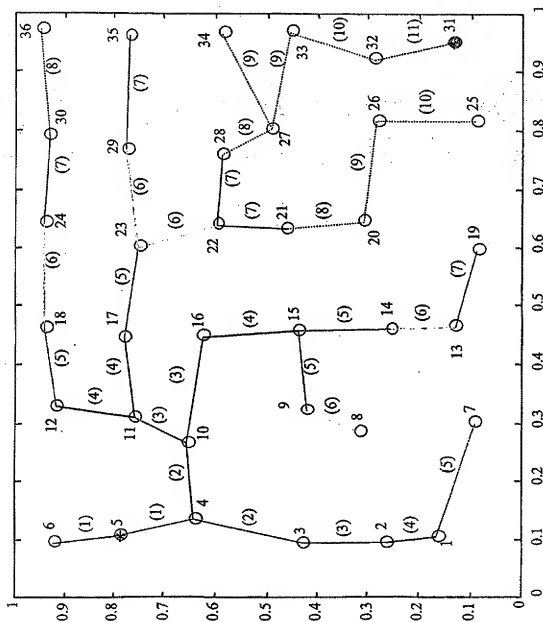 1
6 12 18 24 30 36
(5) (6) (7) (8)
0.9
(1) (4)
0.8
5 11 17 23 29 35
(4) (5) (6) (7)
(1) (3)
0.7
(6)
4 10 16 22 28 34
(2) (3) (7)
0.6
(7) (8) (9)
(2) (4)
0.5
3 9 15 21 27 33
(5) (9)
0.4
(3) (6) (5) (8) (10)
0.3
2 8 14 20 26 32
(9)
0.2
(4) (6) (10) (11)
1 7 13 19 25 31
(5) (7)
0.1
0
0 0.1 0.2 0.3 0.4 0.5 0.6 0.7 0.8 0.9 1